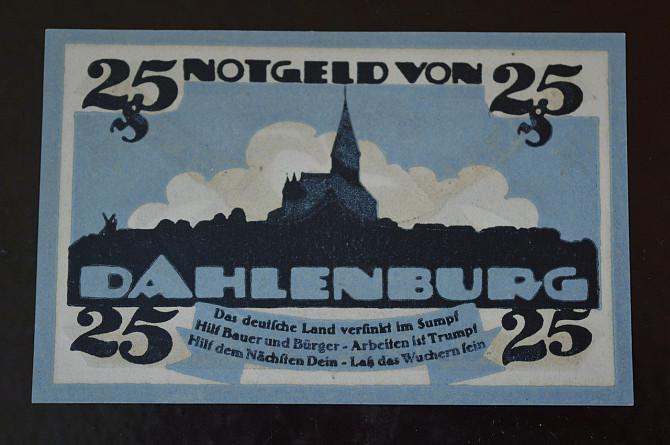 25 NOTGELD VON 25
₰ ₰
DAHLENBURG
25 25
Das deutsche Land versinkt im Sumpf
Hilf Bauer und Bürger - Arbeiten ist Trumpf
Hilf dem Nächsten Dein - Laß das Wuchern sein